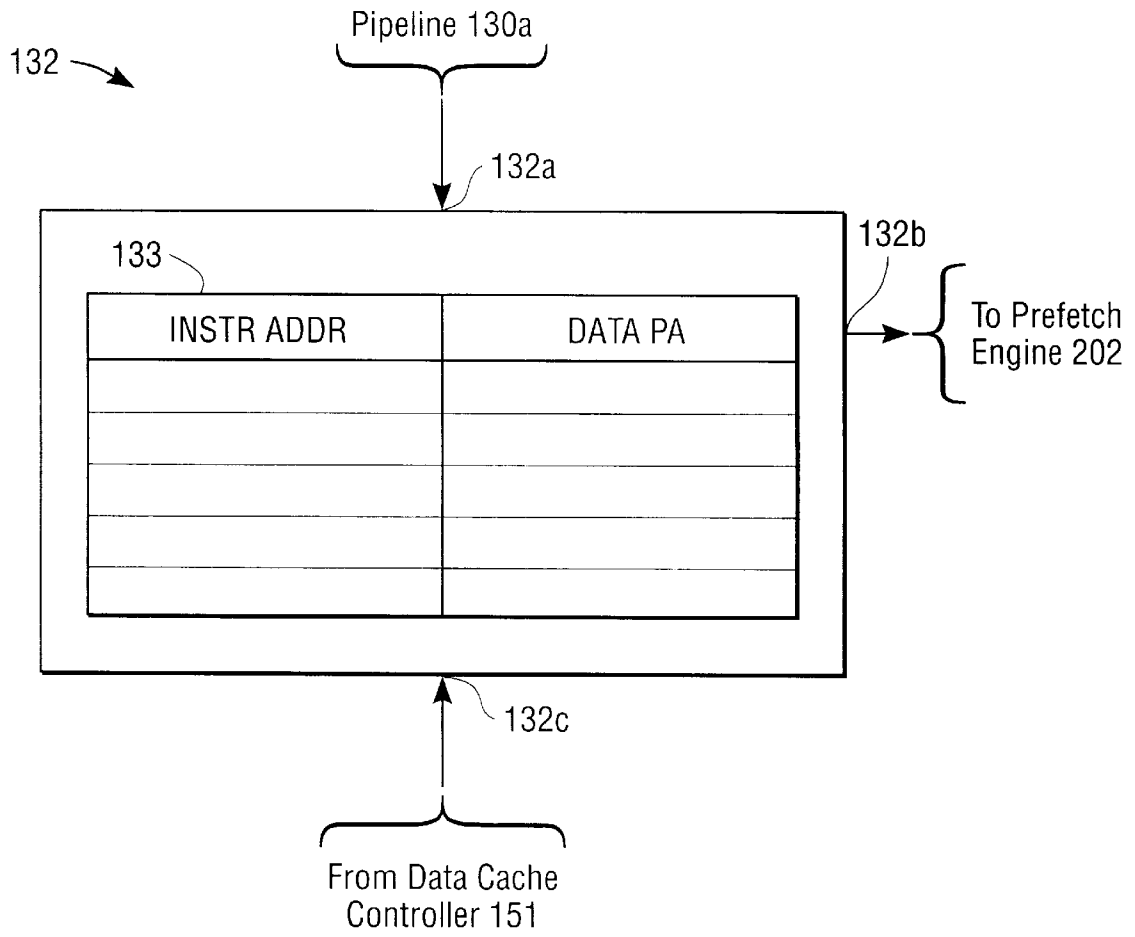 Pipeline 130a
132
132a
132b
133
INSTR ADDR
DATA PA
To Prefetch
Engine 202
132c
From Data Cache
Controller 151